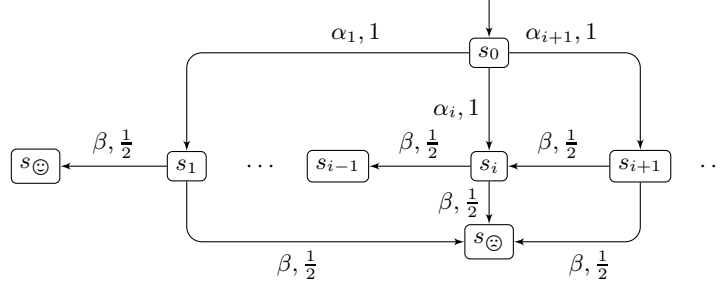 α₁, 1
s₀
αᵢ₊₁, 1
αᵢ, 1
β, ½
β, ½
β, ½
s☺
s₁
⋯
sᵢ₋₁
sᵢ
sᵢ₊₁
⋯
β, ½
s☹
β, ½
β, ½